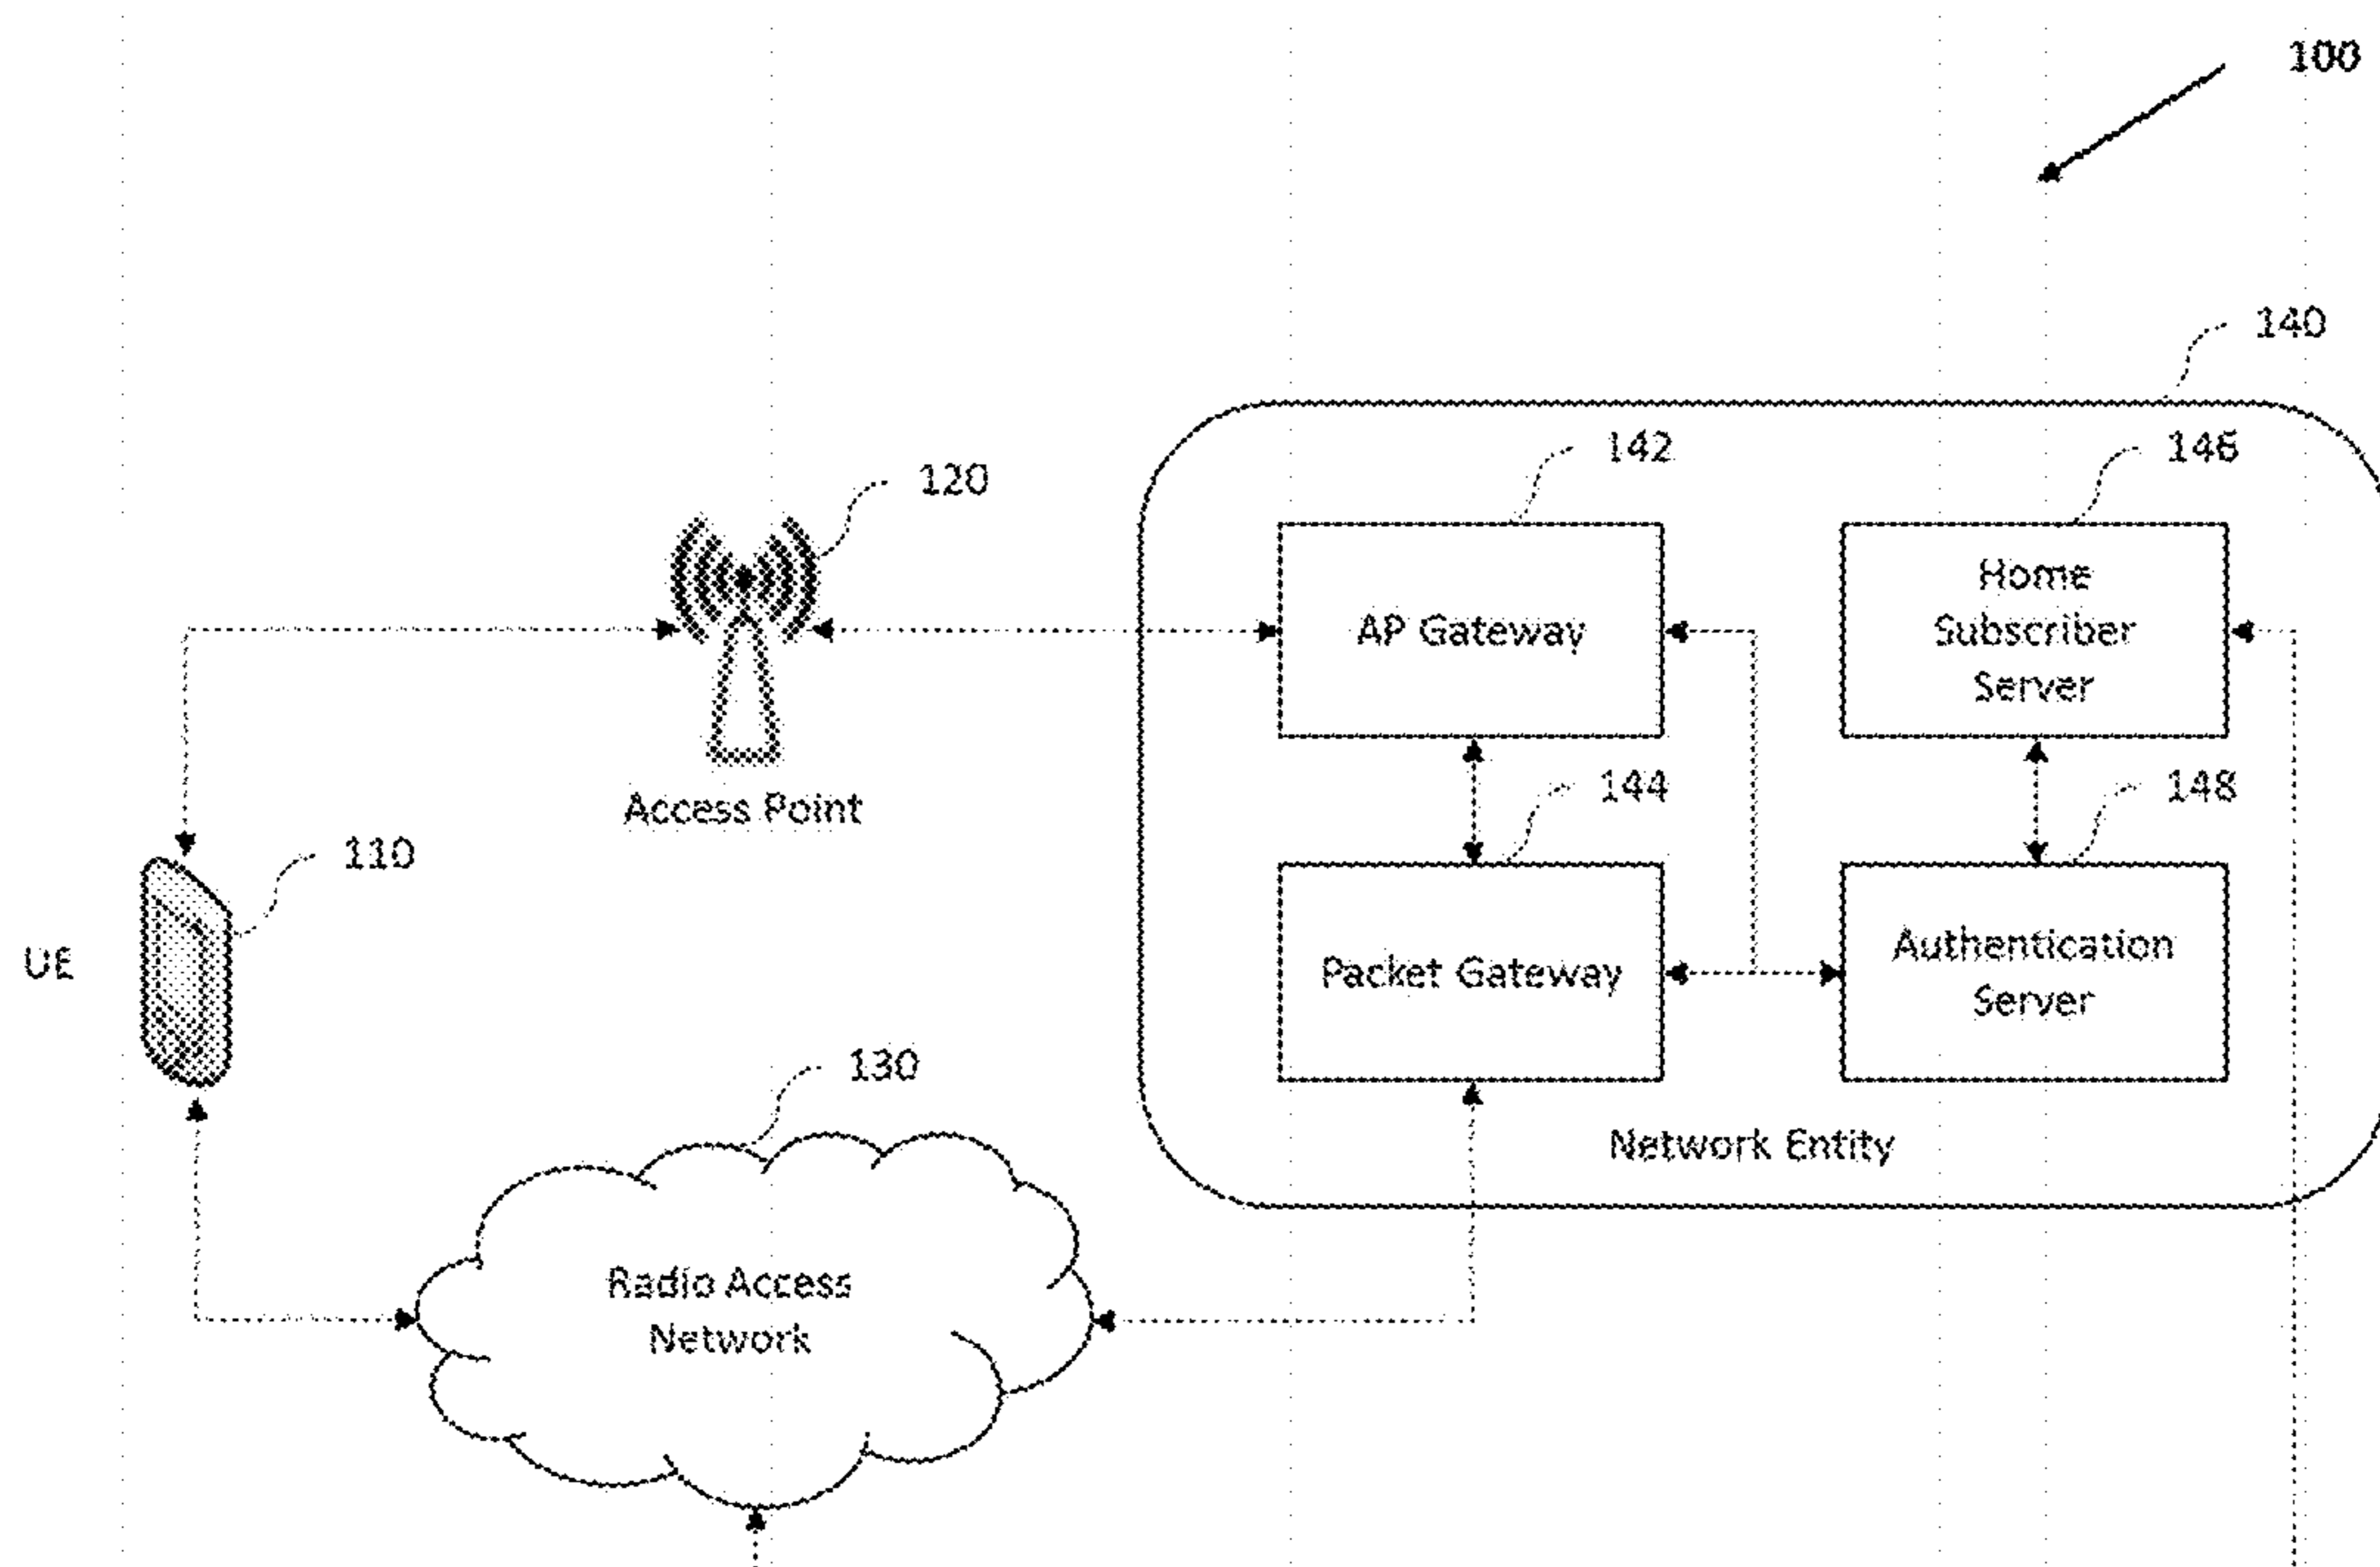 100
140
142
146
120
Home
Subscriber
Server
AP Gateway
144
148
Access Point
110
Authentication
Server
UE
Packet Gateway
130
Network Entity
Radio Access
Network